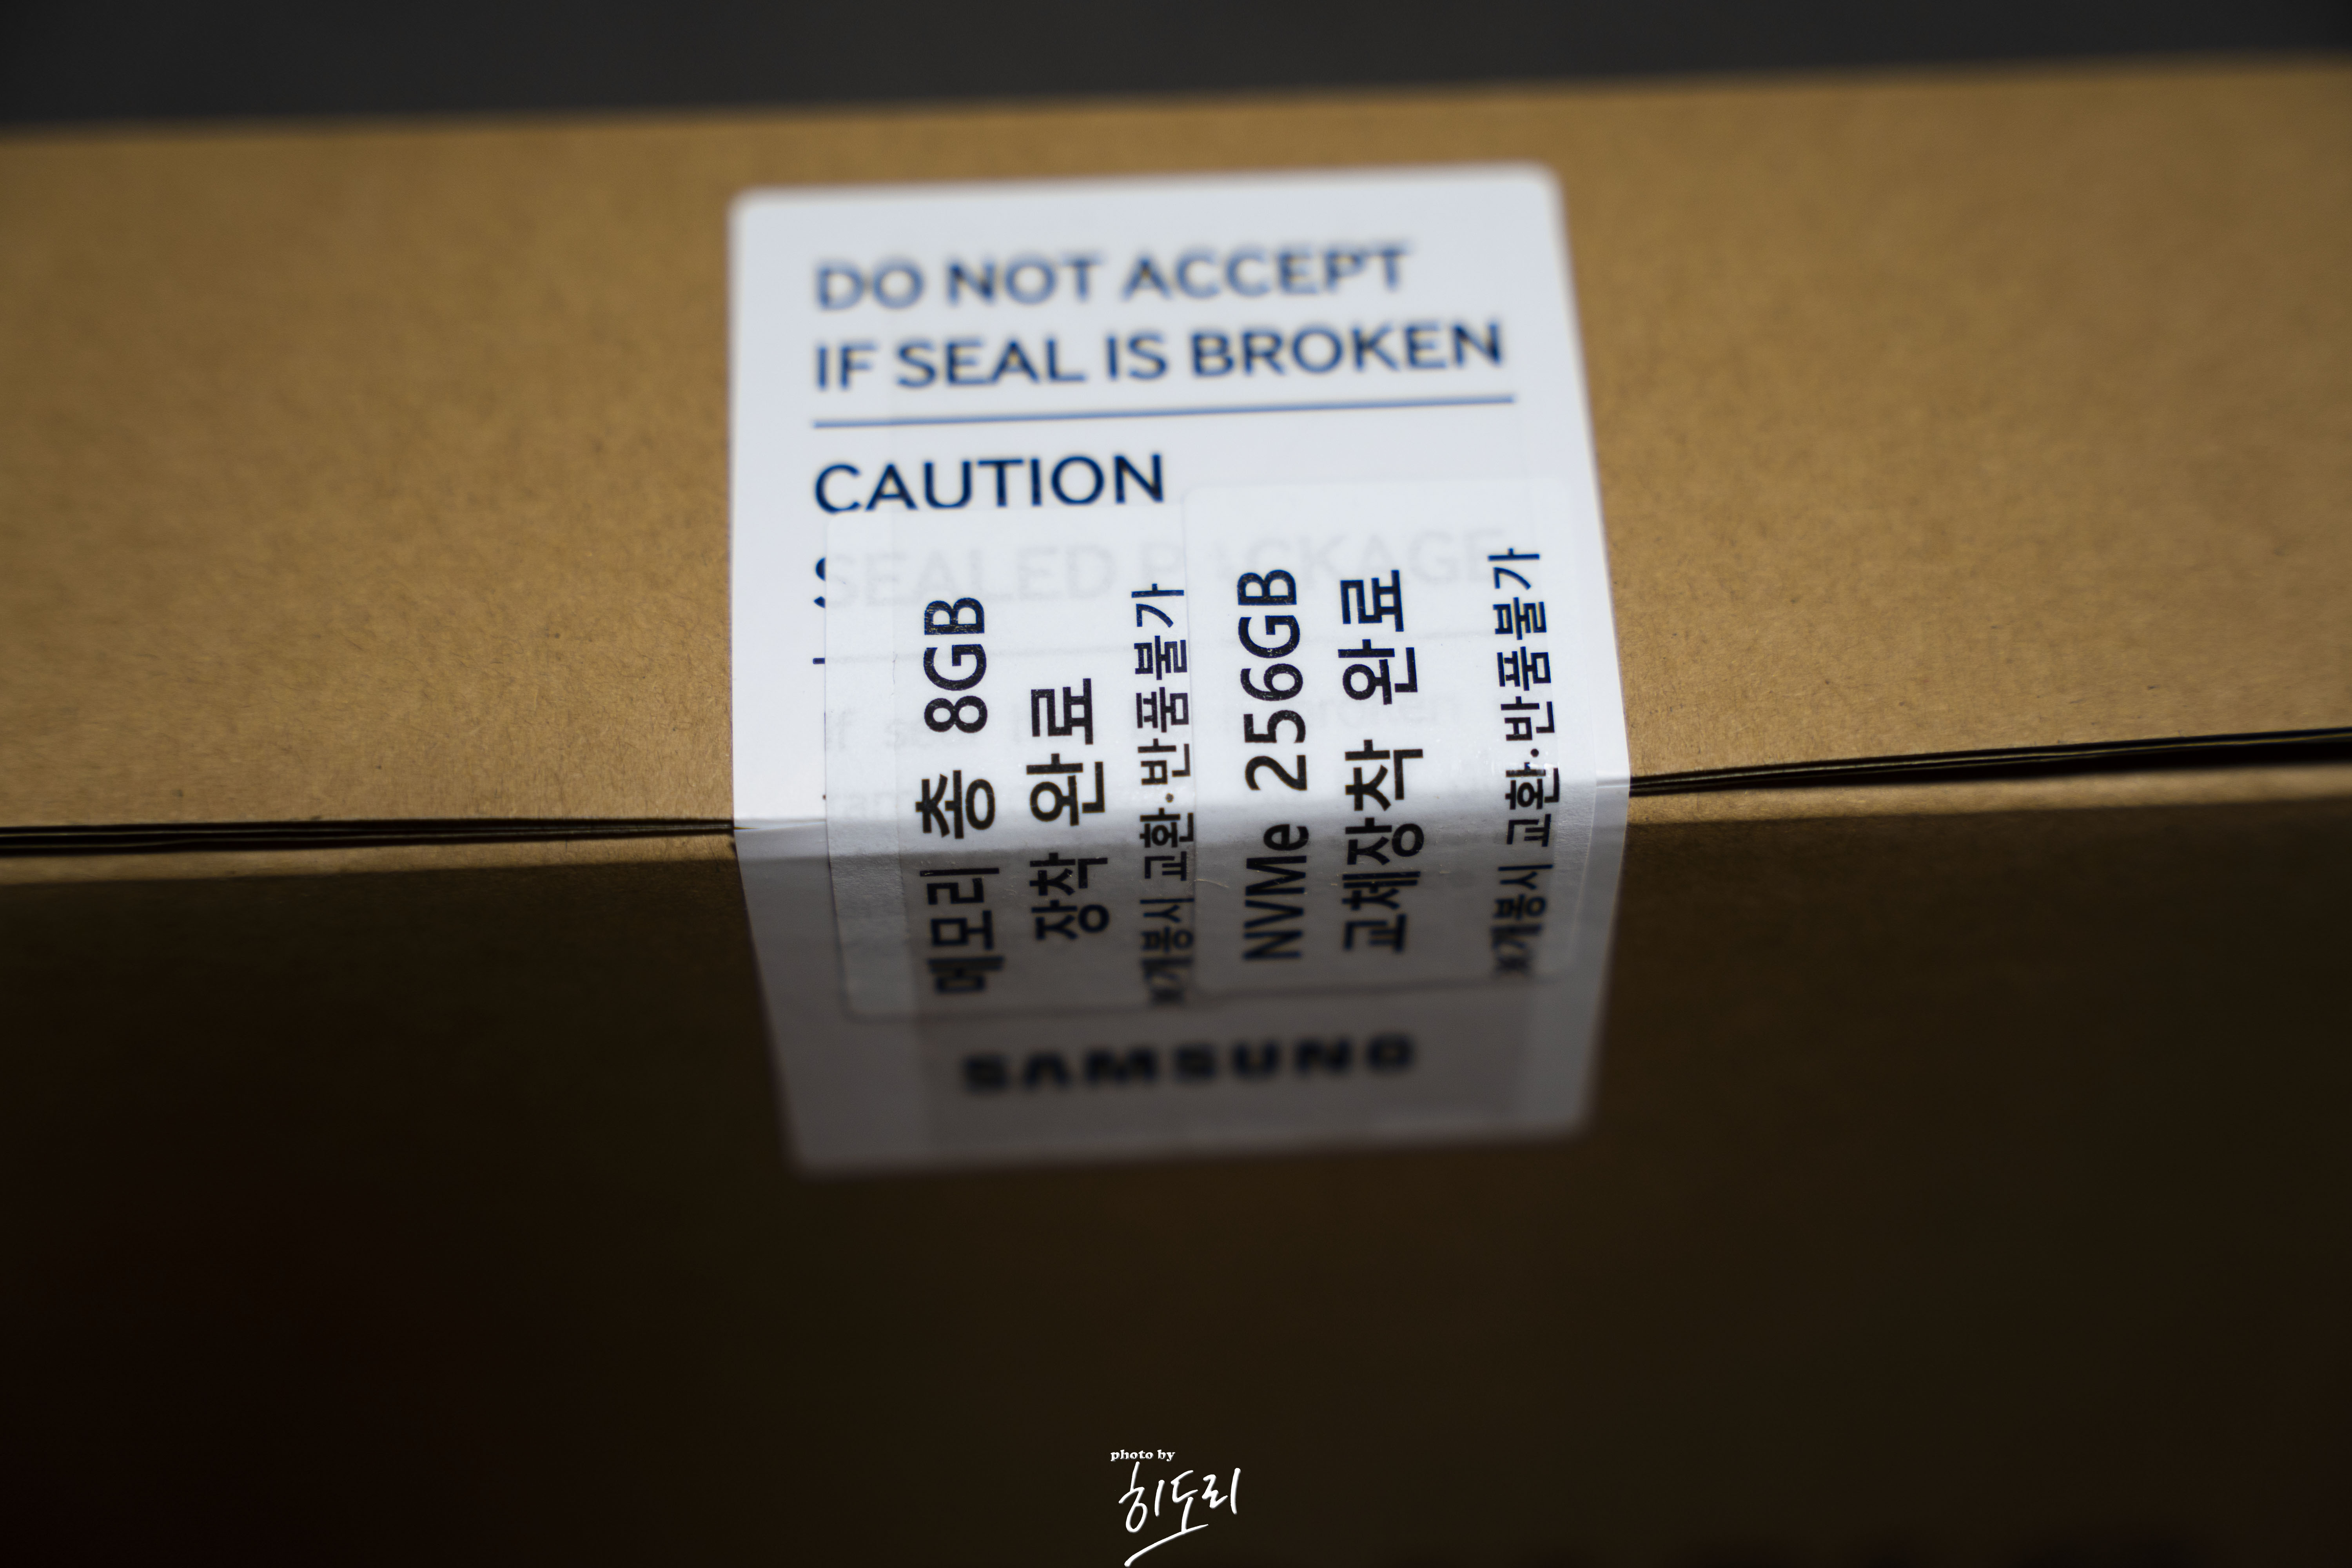 DO NOT ACCEPT
IF SEAL IS BROKEN
CAUTION
SEALED PACKAGE
메모리 총 8GB
장착 완료
※개봉시 교환·반품불가
NVMe 256GB
교체장착 완료
※개봉시 교환·반품불가
SAMSUNG
photo by
히도리